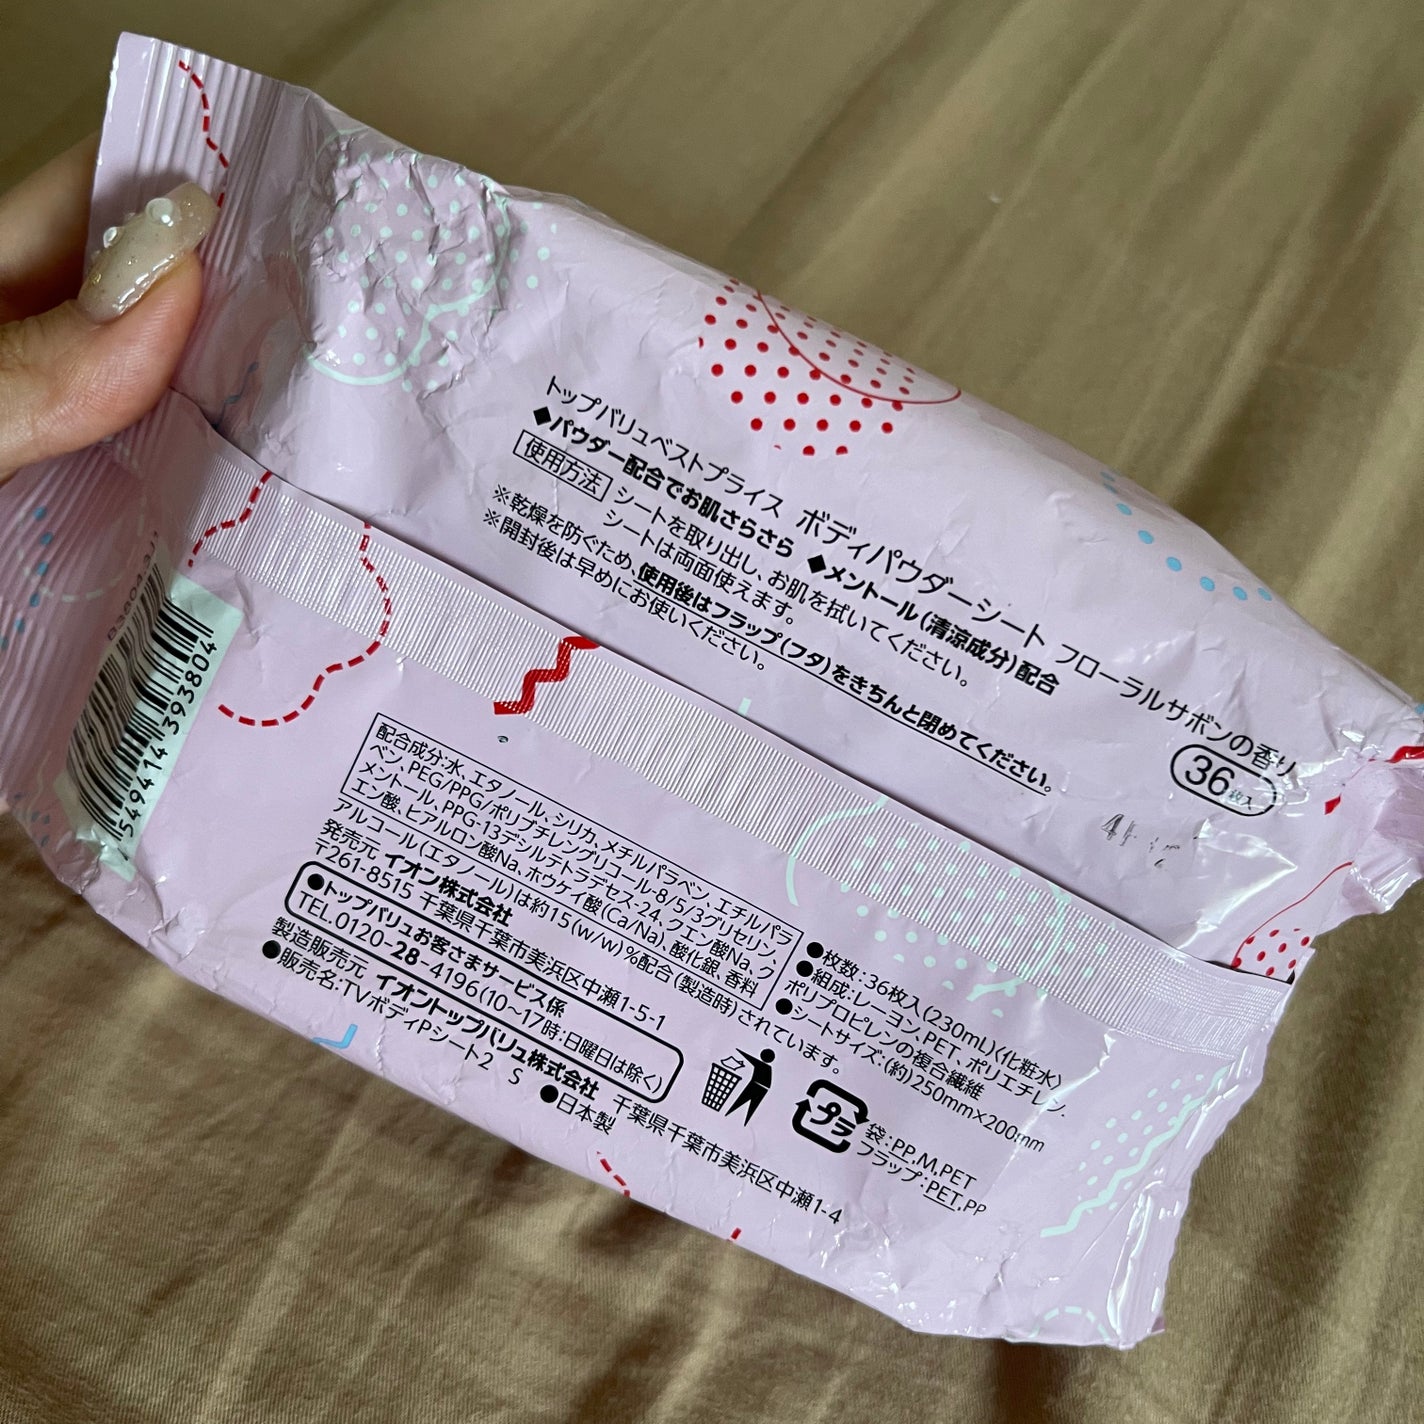 トップバリュベストプライス ボディパウダーシート フローラルサボンの香り
◆パウダー配合でお肌さらさら ◆メントール(清涼成分)配合
36枚入
使用方法 シートを取り出し、お肌を拭いてください。
シートは両面使えます。
※乾燥を防ぐため、使用後はフラップ(フタ)をきちんと閉めてください。
※開封後は早めにお使いください。
配合成分:水、エタノール、シリカ、メチルパラベン、エチルパラ
ベン、PEG/PPG/ポリブチレングリコール-8/5/3グリセリン、
メントール、PPG-13デシルテトラデセス-24、クエン酸Na、ク
エン酸、ヒアルロン酸Na、ホウケイ酸(Ca/Na)、酸化銀、香料
アルコール(エタノール)は約15(w/w)%配合(製造時)されています。
発売元 イオン株式会社
〒261-8515 千葉県千葉市美浜区中瀬1-5-1
●トップバリュお客さまサービス係
TEL.0120-28-4196(10~17時:日曜日は除く)
製造販売元 イオントップバリュ株式会社 千葉県千葉市美浜区中瀬1-4
●販売名:TVボディPシート2 S ●日本製
●枚数:36枚入(230mL)〈化粧水〉
●組成:レーヨン、PET、ポリエチレン、
ポリプロピレンの複合繊維
●シートサイズ:(約)250mm×200mm
プラ
袋:PP,M,PET
フラップ:PET,PP
549414 393804